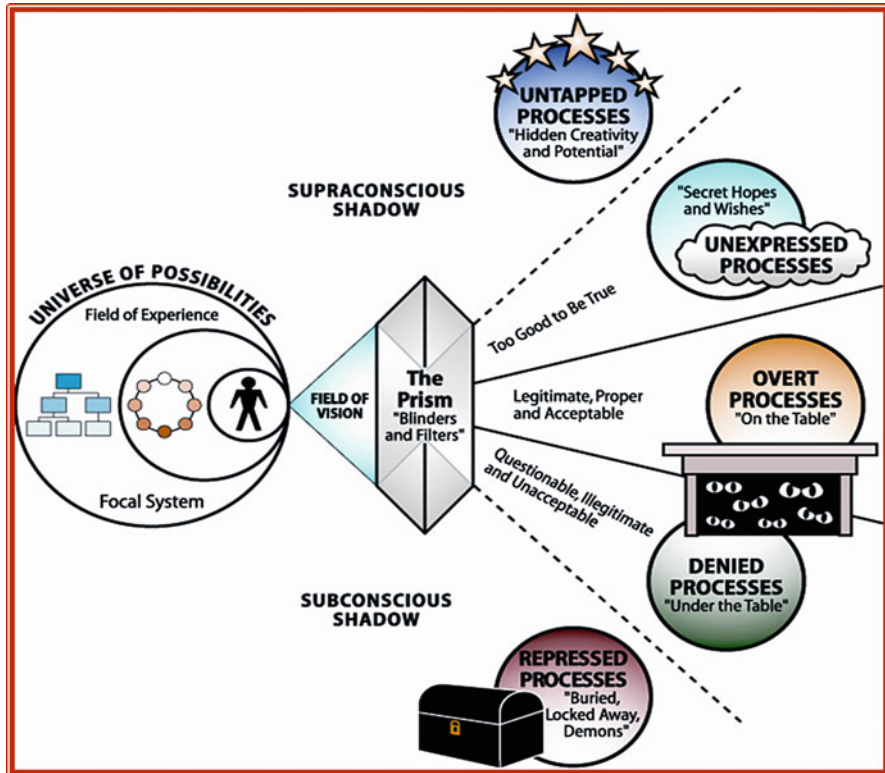 UNTAPPED
PROCESSES
"Hidden Creativity
and Potential"
SUPRACONSCIOUS
SHADOW
"Secret Hopes
and Wishes"
UNEXPRESSED
PROCESSES
UNIVERSE OF POSSIBILITIES
Field of Experience
Focal System
FIELD OF
VISION
The
Prism
"Blinders
and Filters"
Too Good to Be True
Legitimate, Proper
and Acceptable
Questionable, Illegitimate
and Unacceptable
OVERT
PROCESSES
"On the Table"
DENIED
PROCESSES
"Under the Table"
SUBCONSCIOUS
SHADOW
REPRESSED
PROCESSES
"Buried,
Locked Away,
Demons"